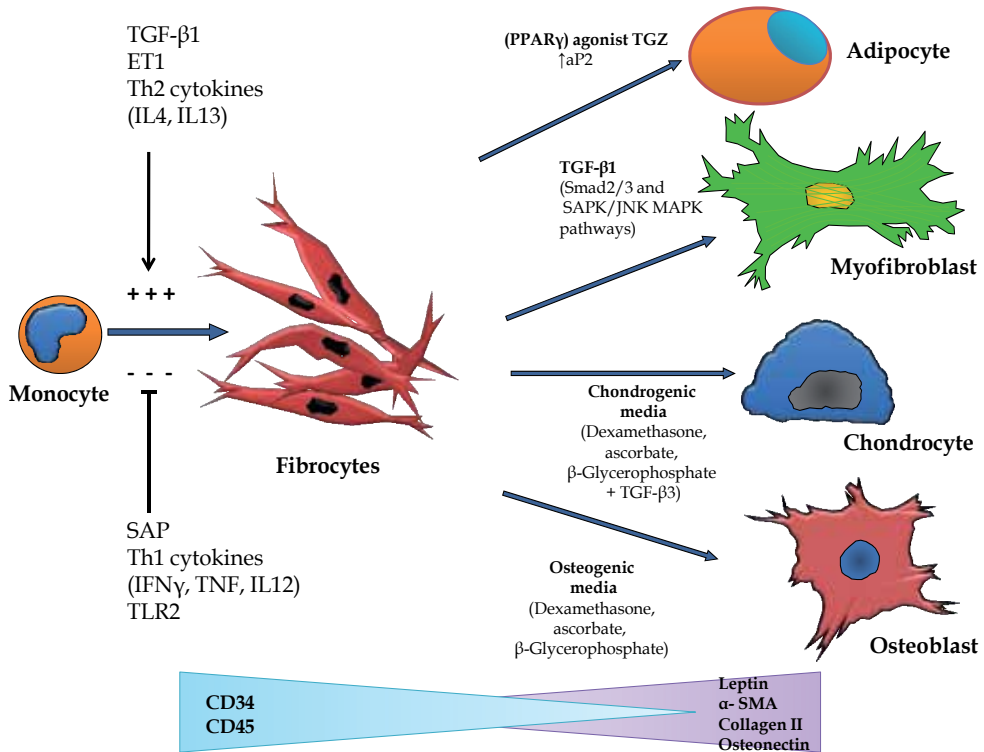 TGF-β1
ET1
Th2 cytokines
(IL4, IL13)
+ + +
Monocyte
- - -
Fibrocytes
SAP
Th1 cytokines
(IFNγ, TNF, IL12)
TLR2
(PPARγ) agonist TGZ
↑aP2
Adipocyte
TGF-β1
(Smad2/3 and
SAPK/JNK MAPK
pathways)
Myofibroblast
Chondrogenic
media
(Dexamethasone,
ascorbate,
β-Glycerophosphate
+ TGF-β3)
Chondrocyte
Osteogenic
media
(Dexamethasone,
ascorbate,
β-Glycerophosphate)
Osteoblast
CD34
CD45
Leptin
α- SMA
Collagen II
Osteonectin